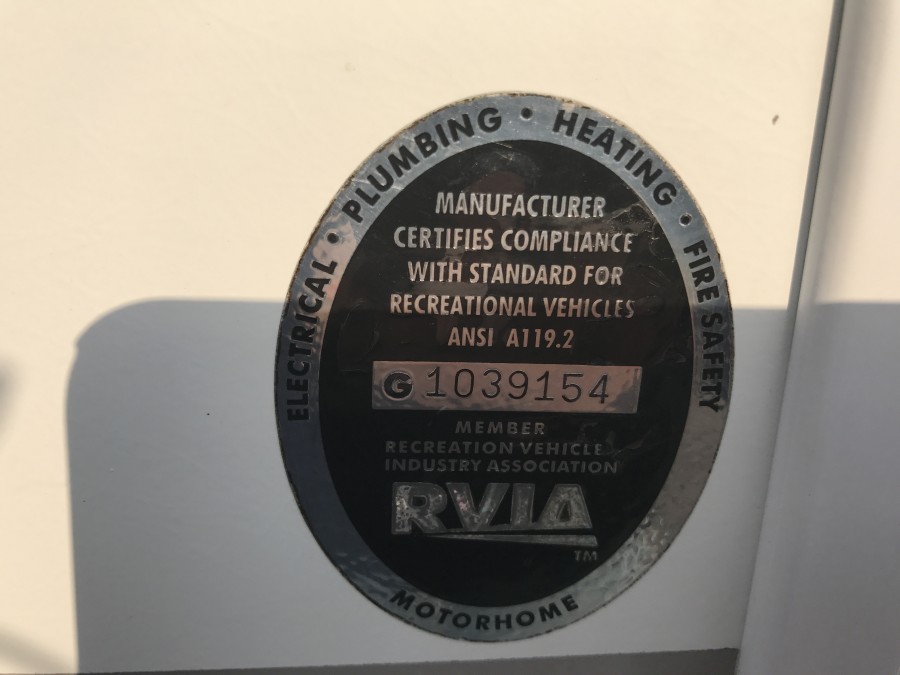 ELECTRICAL • PLUMBING • HEATING • FIRE SAFETY
MANUFACTURER
CERTIFIES COMPLIANCE
WITH STANDARD FOR
RECREATIONAL VEHICLES
ANSI A119.2
G 1039154
MEMBER
RECREATION VEHICLE
INDUSTRY ASSOCIATION
RVIA
TM
MOTORHOME